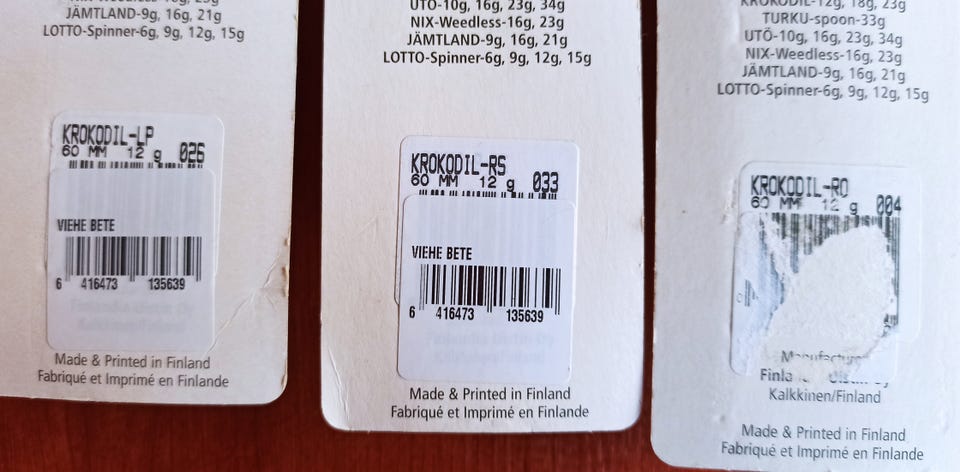 JÄMTLAND-9g, 16g, 21g
LOTTO-Spinner-6g, 9g, 12g, 15g
KROKODIL-LP
60 MM 12 g 026
VIEHE BETE
6 416473 135639
Made & Printed in Finland
Fabriqué et Imprimé en Finlande
UTÖ-10g, 16g, 23g, 34g
NIX-Weedless-16g, 23g
JÄMTLAND-9g, 16g, 21g
LOTTO-Spinner-6g, 9g, 12g, 15g
KROKODIL-RS
60 MM 12 g 033
VIEHE BETE
6 416473 135639
Made & Printed in Finland
Fabriqué et Imprimé en Finlande
KROKODIL-12g, 18g, 23g
TURKU-spoon-33g
UTÖ-10g, 16g, 23g, 34g
NIX-Weedless-16g, 23g
JÄMTLAND-9g, 16g, 21g
LOTTO-Spinner-6g, 9g, 12g, 15g
KROKODIL-RO
60 MM 12 g 004
Kalkkinen/Finland
Made & Printed in Finland
Fabriqué et Imprimé en Finlande